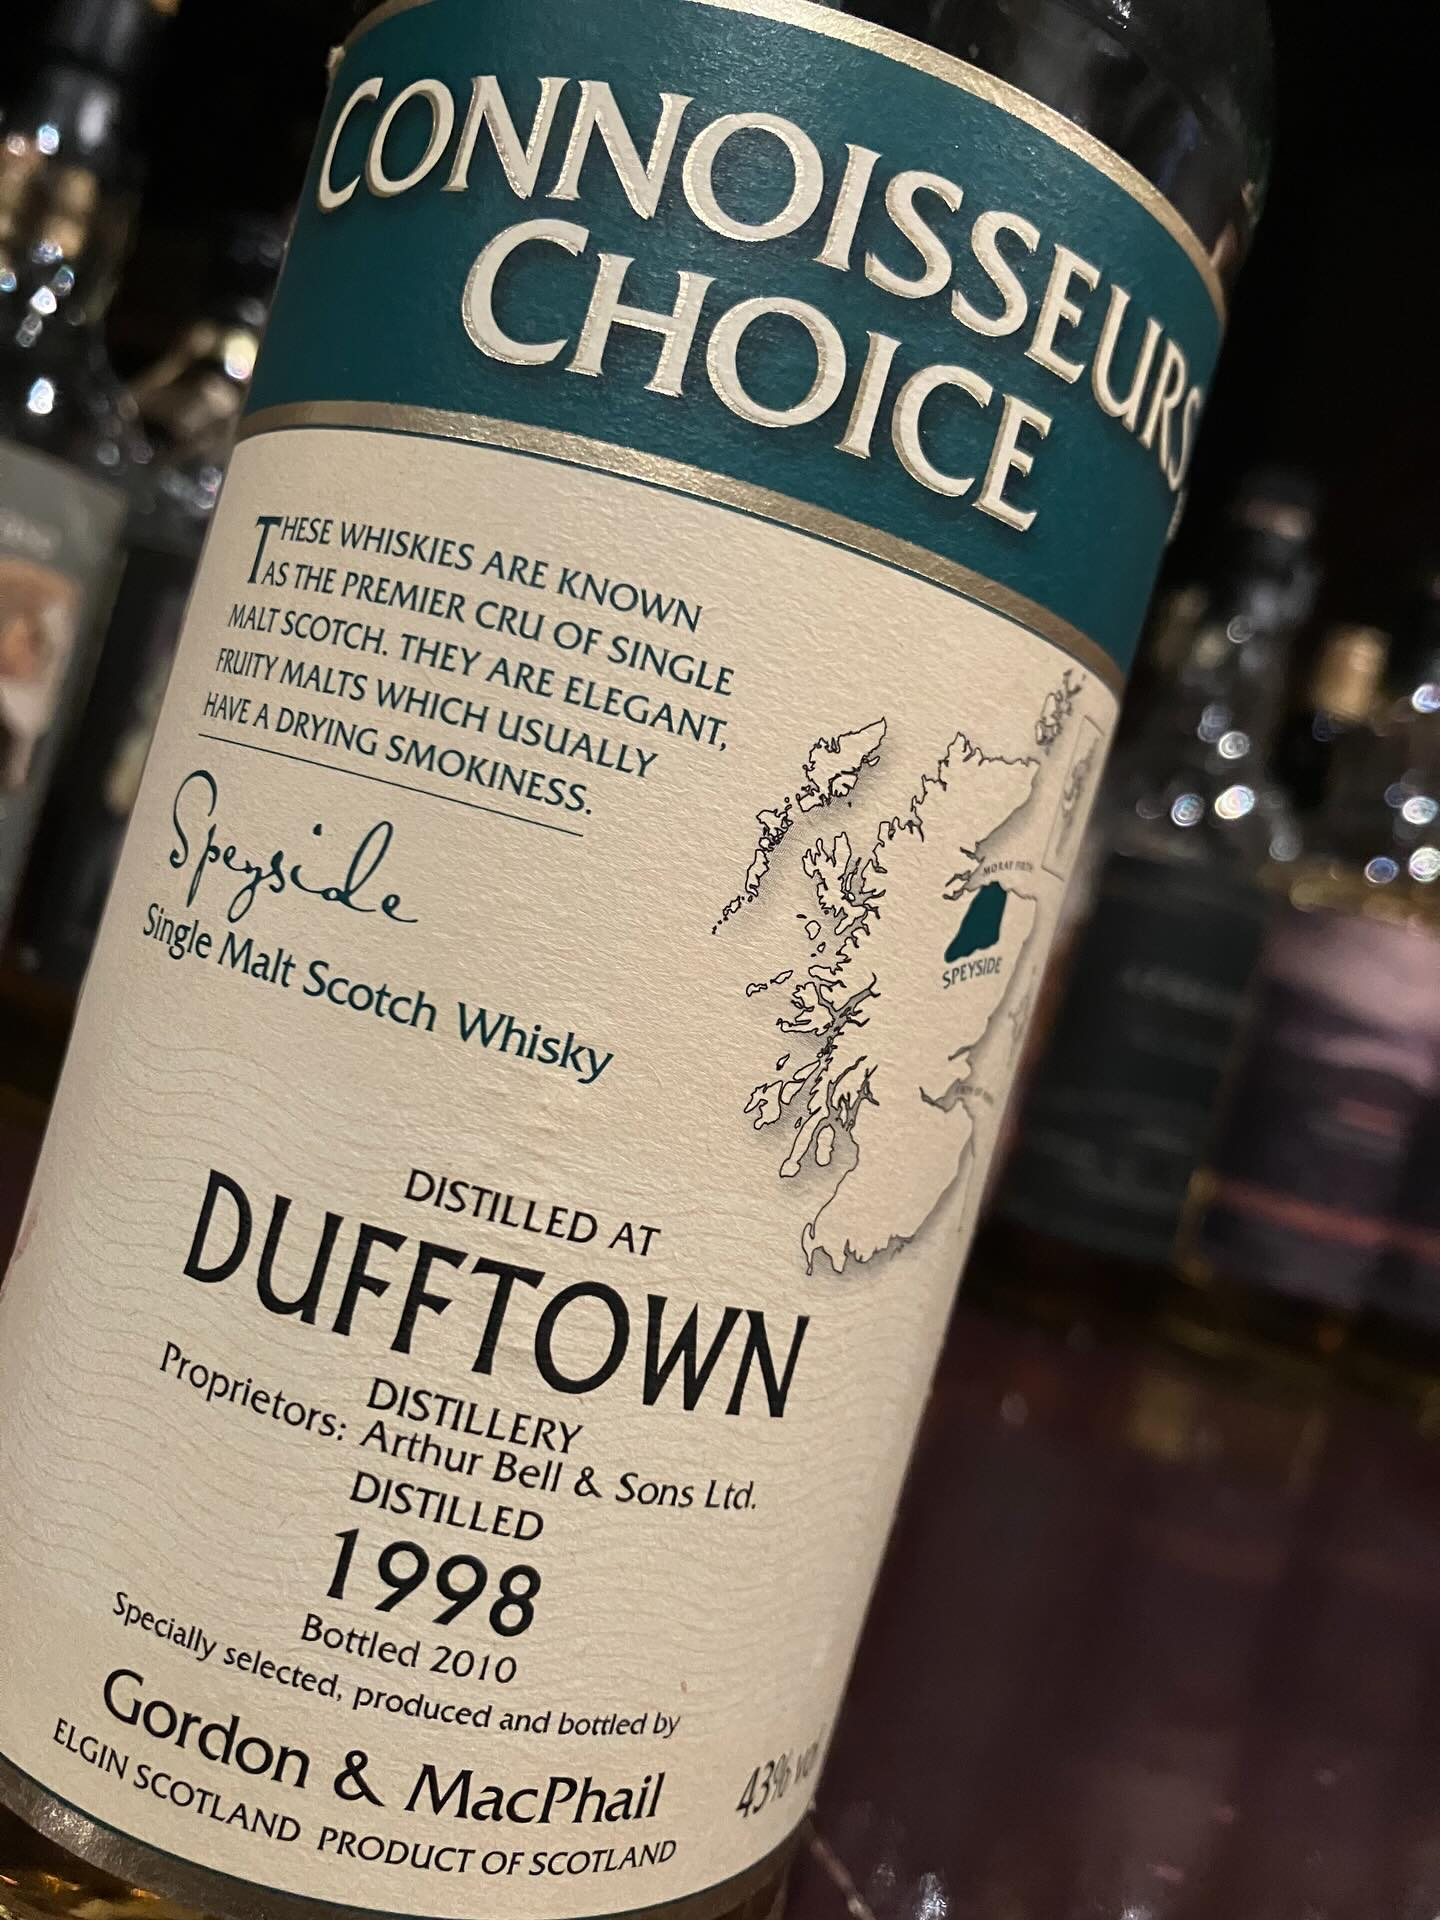 CONNOISSEURS
CHOICE
THESE WHISKIES ARE KNOWN
AS THE PREMIER CRU OF SINGLE
MALT SCOTCH. THEY ARE ELEGANT,
FRUITY MALTS WHICH USUALLY
HAVE A DRYING SMOKINESS.
Speyside
Single Malt Scotch Whisky
MORAY FIRTH
SPEYSIDE
DISTILLED AT
DUFFTOWN
DISTILLERY
Proprietors: Arthur Bell & Sons Ltd.
DISTILLED
1998
Bottled 2010
Specially selected, produced and bottled by
Gordon & MacPhail
ELGIN SCOTLAND PRODUCT OF SCOTLAND
43% vol